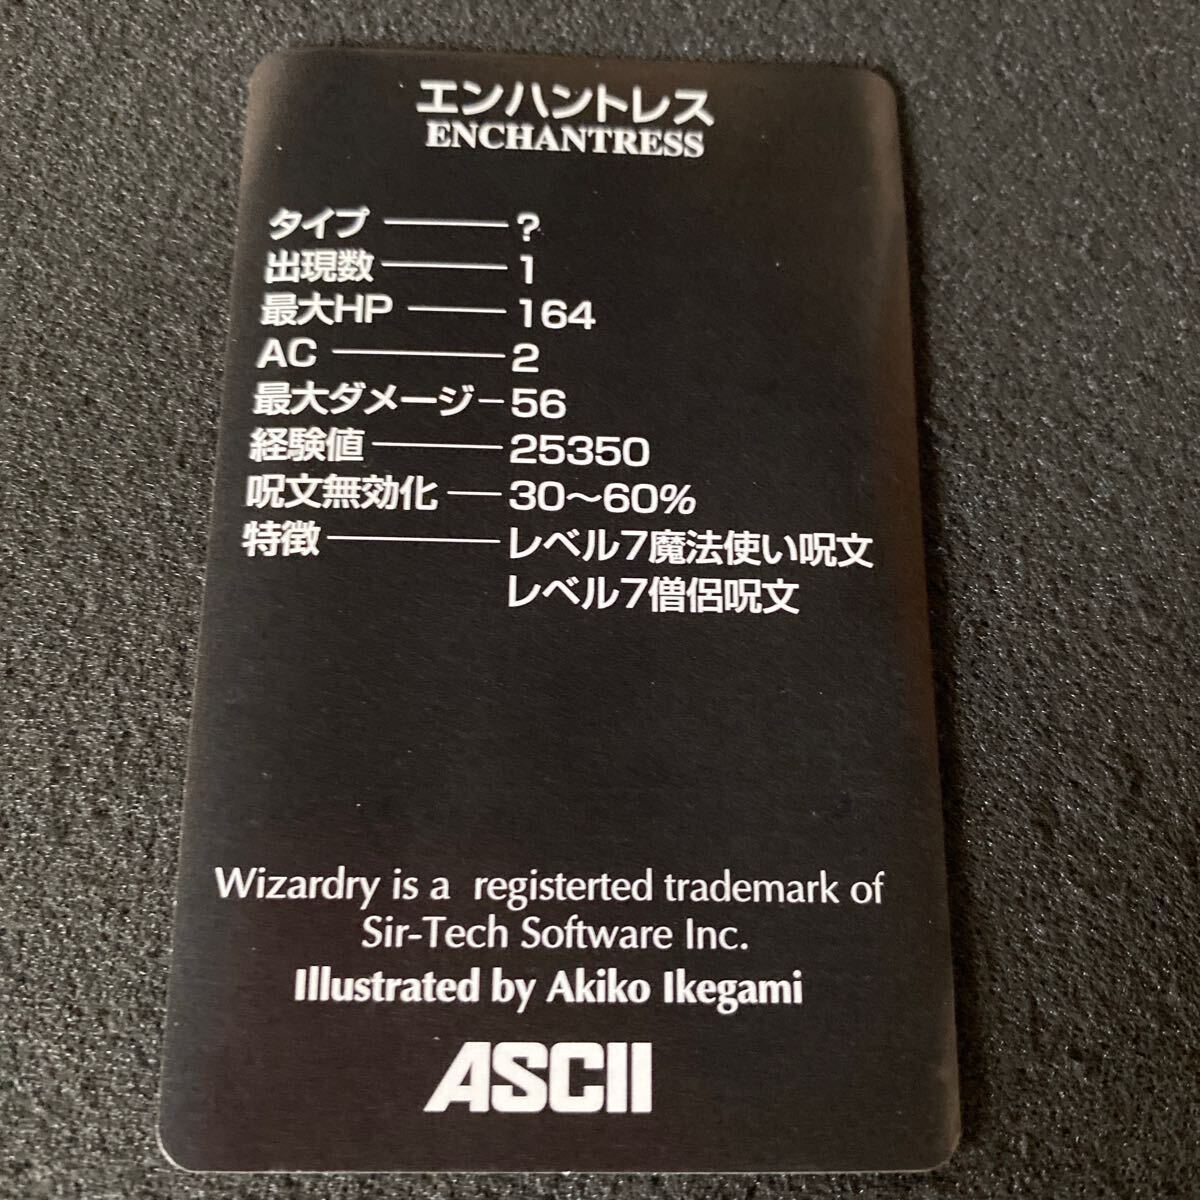 エンハントレス
ENCHANTRESS
タイプ ——— ?
出現数 ——— 1
最大HP —— 164
AC ——— 2
最大ダメージ – 56
経験値 ——— 25350
呪文無効化 — 30～60%
特徴 ——— レベル7魔法使い呪文
レベル7僧侶呪文
Wizardry is a registerted trademark of
Sir-Tech Software Inc.
Illustrated by Akiko Ikegami
ASCII